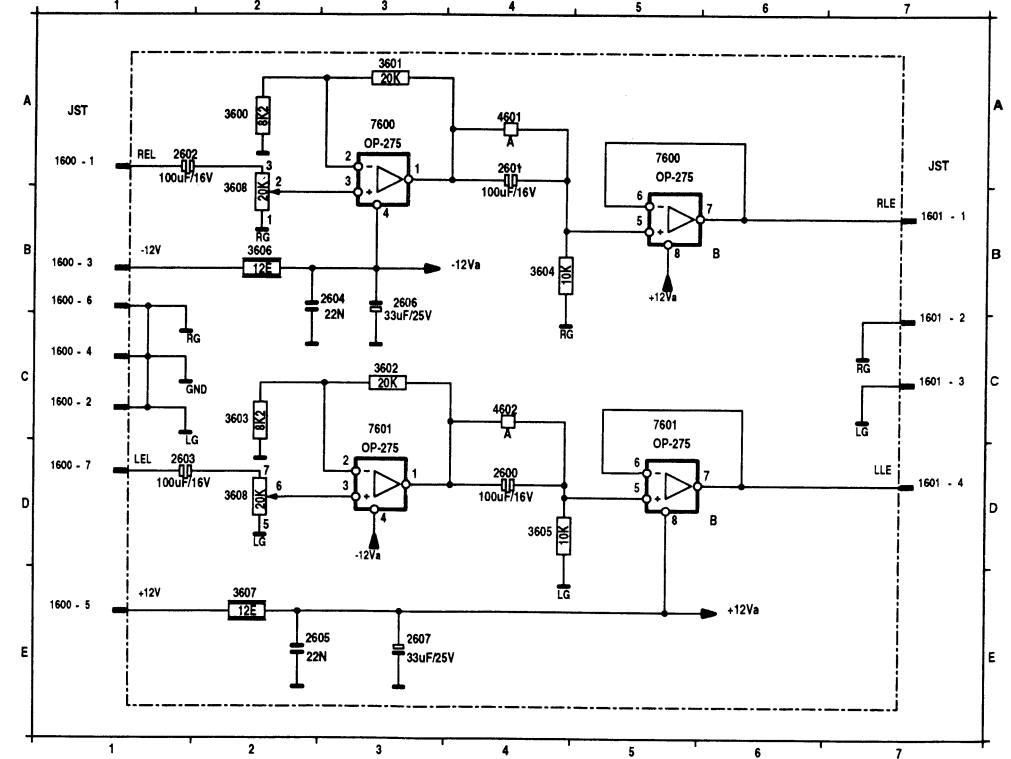 1 2 3 4 5 6 7
A
JST
3601
20K
3600
8K2
7600
OP-275
4601
A
A
1600 - 1
REL
2602
100uF/16V
3
3608
20K
2
1
RG
2
3
1
4
2601
100uF/16V
7600
OP-275
JST
6
5
7
8
B
+12Va
RLE
1601 - 1
B
1600 - 3
-12V
3606
12E
-12Va
3604
10K
RG
B
1600 - 6
RG
2604
22N
2606
33uF/25V
1601 - 2
RG
C
1600 - 4
GND
3602
20K
1601 - 3
LG
C
1600 - 2
LG
3603
8K2
7601
OP-275
4602
A
7601
OP-275
1600 - 7
LEL
2603
100uF/16V
7
3608
20K
6
5
LG
2
3
1
4
-12Va
2600
100uF/16V
6
5
7
8
B
LLE
1601 - 4
D
3605
10K
LG
D
1600 - 5
+12V
3607
12E
+12Va
E
2605
22N
2607
33uF/25V
E
1 2 3 4 5 6 7